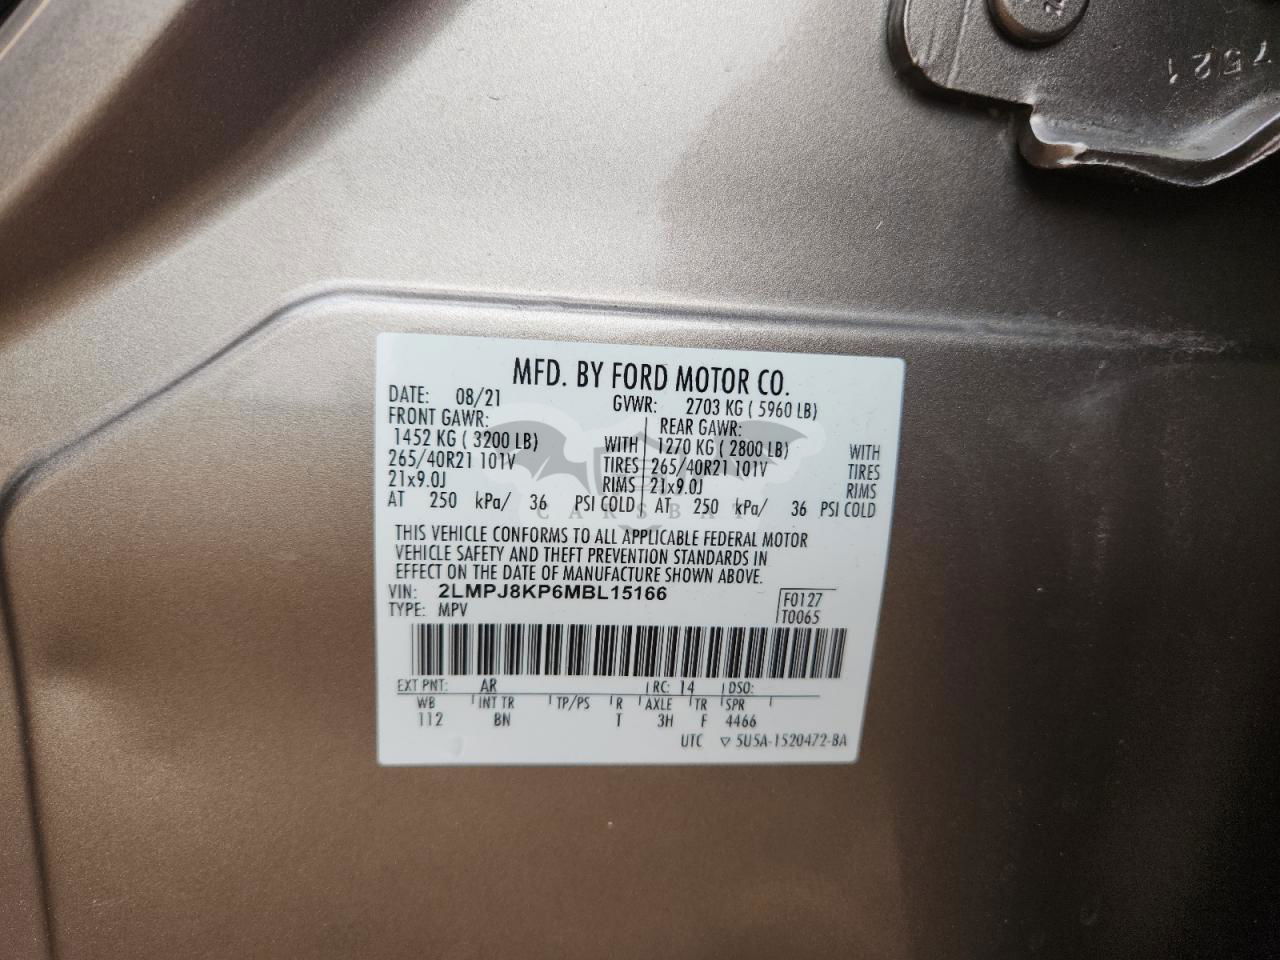 7521
MFD. BY FORD MOTOR CO.
DATE: 08/21 GVWR: 2703 KG ( 5960 LB)
FRONT GAWR: REAR GAWR:
1452 KG ( 3200 LB) WITH 1270 KG ( 2800 LB) WITH
265/40R21 101V TIRES 265/40R21 101V TIRES
21x9.0J RIMS 21x9.0J RIMS
AT 250 kPa/ 36 PSI COLD AT 250 kPa/ 36 PSI COLD
CARSBAT
THIS VEHICLE CONFORMS TO ALL APPLICABLE FEDERAL MOTOR
VEHICLE SAFETY AND THEFT PREVENTION STANDARDS IN
EFFECT ON THE DATE OF MANUFACTURE SHOWN ABOVE.
VIN: 2LMPJ8KP6MBL15166 F0127
TYPE: MPV T0065
EXT PNT: AR RC: 14 DSO:
WB INT TR TP/PS R AXLE TR SPR
112 BN T 3H F 4466
UTC ▽ 5U5A-1520472-BA